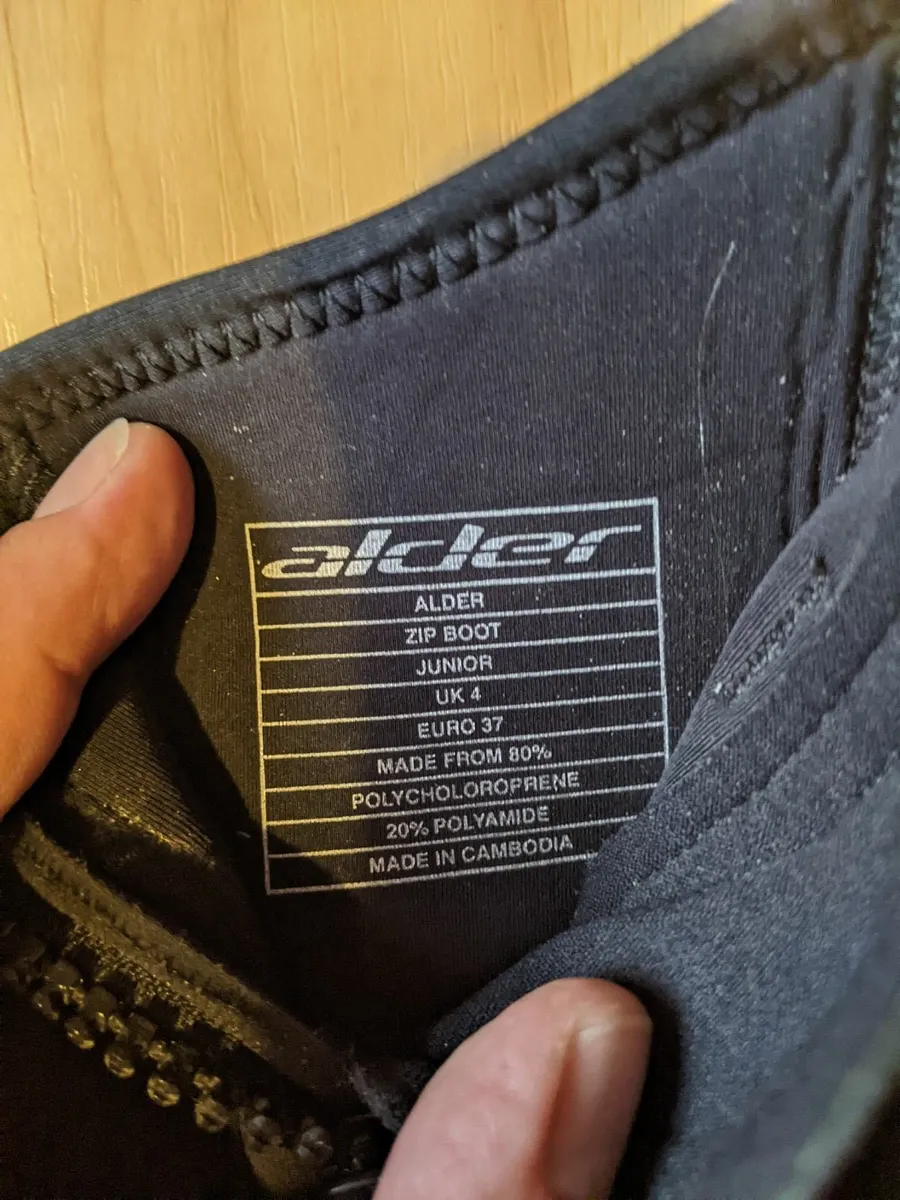 alder
ALDER
ZIP BOOT
JUNIOR
UK 4
EURO 37
MADE FROM 80%
POLYCHOLOROPRENE
20% POLYAMIDE
MADE IN CAMBODIA